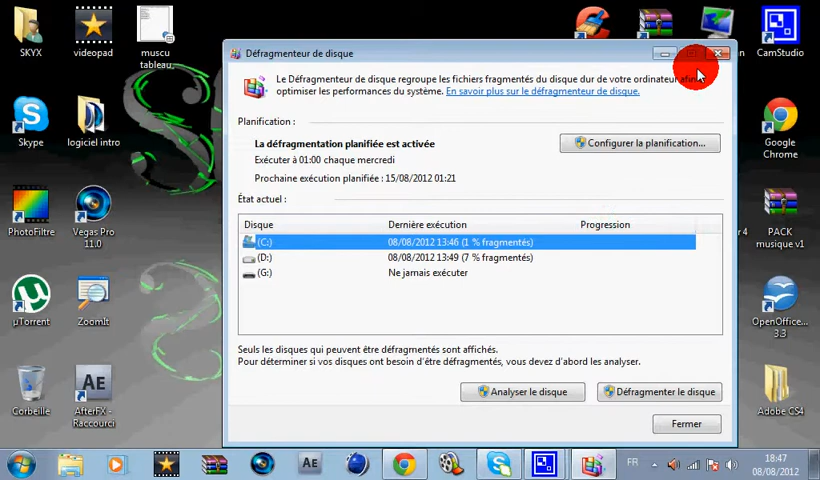 SKYX
videopad
muscu
tableau,
CamStudio
Skype
logiciel intro
Google
Chrome
PhotoFiltre
Vegas Pro
11.0
PACK
musique v1
µTorrent
ZoomIt
OpenOffice....
3.3
Corbeille
AfterFX -
Raccourci
Adobe CS4
Défragmenteur de disque
Le Défragmenteur de disque regroupe les fichiers fragmentés du disque dur de votre ordinateur afin
optimiser les performances du système. En savoir plus sur le défragmenteur de disque.
Planification :
La défragmentation planifiée est activée
Configurer la planification...
Exécuter à 01:00 chaque mercredi
Prochaine exécution planifiée : 15/08/2012 01:21
État actuel :
Disque Dernière exécution Progression
(C:) 08/08/2012 13:46 (1 % fragmentés)
(D:) 08/08/2012 13:49 (7 % fragmentés)
(G:) Ne jamais exécuter
Seuls les disques qui peuvent être défragmentés sont affichés.
Pour déterminer si vos disques ont besoin d'être défragmentés, vous devez d'abord les analyser.
Analyser le disque Défragmenter le disque
Fermer
Ae
Ae
FR
18:47
08/08/2012